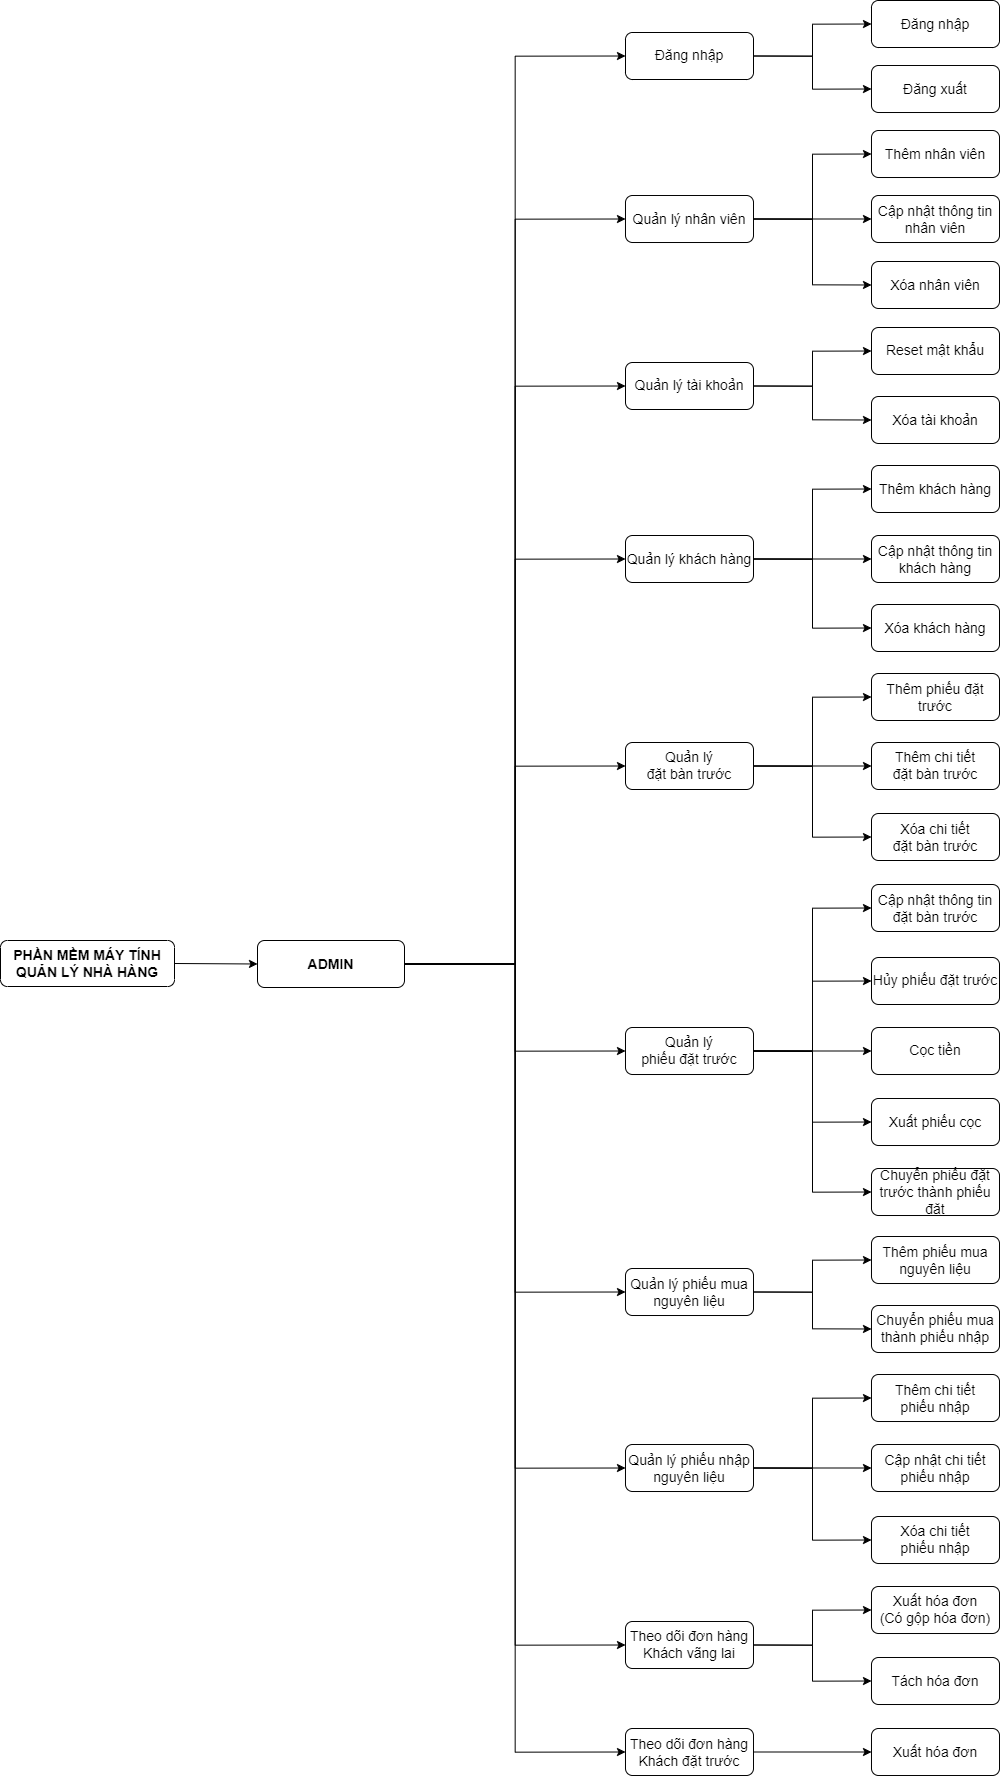 PHẦN MỀM MÁY TÍNH
QUẢN LÝ NHÀ HÀNG
ADMIN
Đăng nhập
Đăng nhập
Đăng xuất
Quản lý nhân viên
Thêm nhân viên
Cập nhật thông tin
nhân viên
Xóa nhân viên
Quản lý tài khoản
Reset mật khẩu
Xóa tài khoản
Quản lý khách hàng
Thêm khách hàng
Cập nhật thông tin
khách hàng
Xóa khách hàng
Quản lý
đặt bàn trước
Thêm phiếu đặt
trước
Thêm chi tiết
đặt bàn trước
Xóa chi tiết
đặt bàn trước
Quản lý
phiếu đặt trước
Cập nhật thông tin
đặt bàn trước
Hủy phiếu đặt trước
Cọc tiền
Xuất phiếu cọc
Chuyển phiếu đặt
trước thành phiếu
đặt
Quản lý phiếu mua
nguyên liệu
Thêm phiếu mua
nguyên liệu
Chuyển phiếu mua
thành phiếu nhập
Quản lý phiếu nhập
nguyên liệu
Thêm chi tiết
phiếu nhập
Cập nhật chi tiết
phiếu nhập
Xóa chi tiết
phiếu nhập
Theo dõi đơn hàng
Khách vãng lai
Xuất hóa đơn
(Có gộp hóa đơn)
Tách hóa đơn
Theo dõi đơn hàng
Khách đặt trước
Xuất hóa đơn